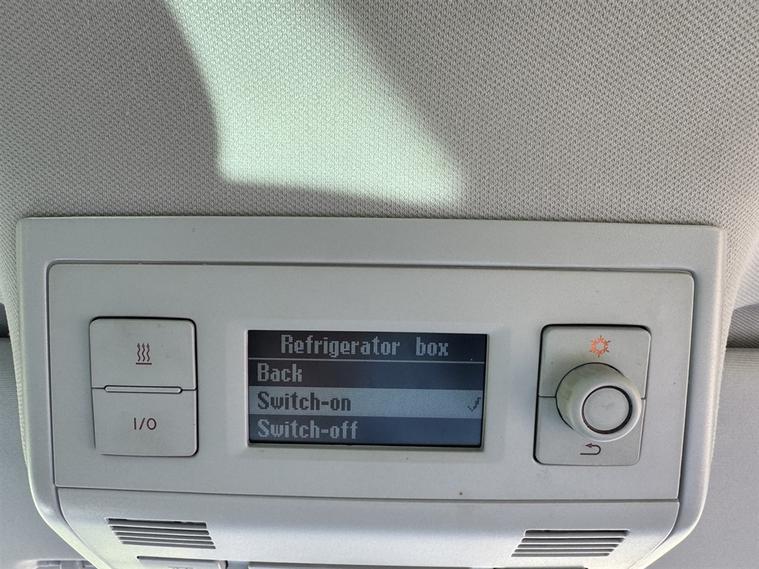 Refrigerator box
Back
Switch-on
Switch-off
I/O